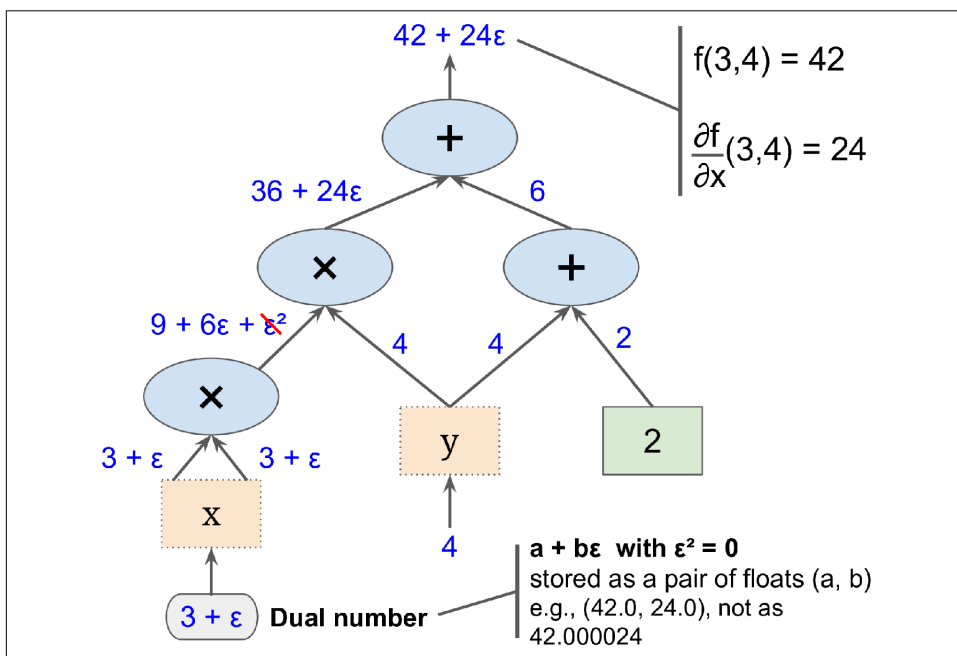 42 + 24ε
f(3,4) = 42
∂f/∂x (3,4) = 24
+
36 + 24ε
6
×
+
9 + 6ε + ε²
4
4
2
×
3 + ε
3 + ε
y
2
x
4
3 + ε
Dual number
a + bε with ε² = 0
stored as a pair of floats (a, b)
e.g., (42.0, 24.0), not as
42.000024